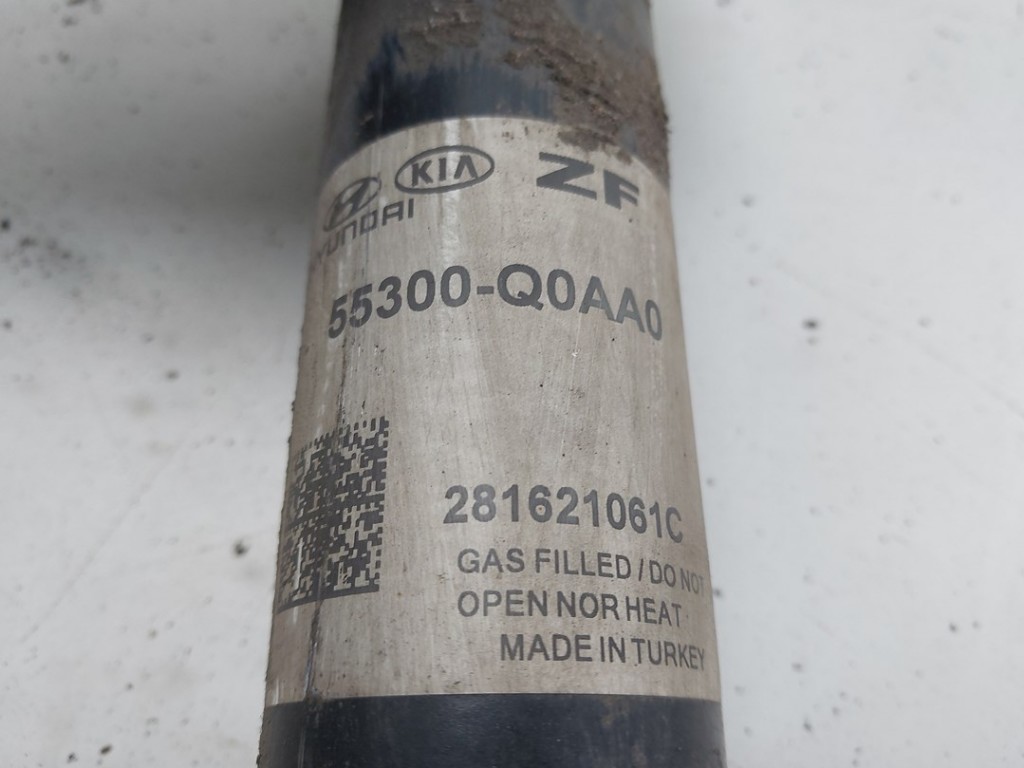 HYUNDAI KIA ZF
55300-Q0AA0
281621061C
GAS FILLED / DO NOT
OPEN NOR HEAT
MADE IN TURKEY